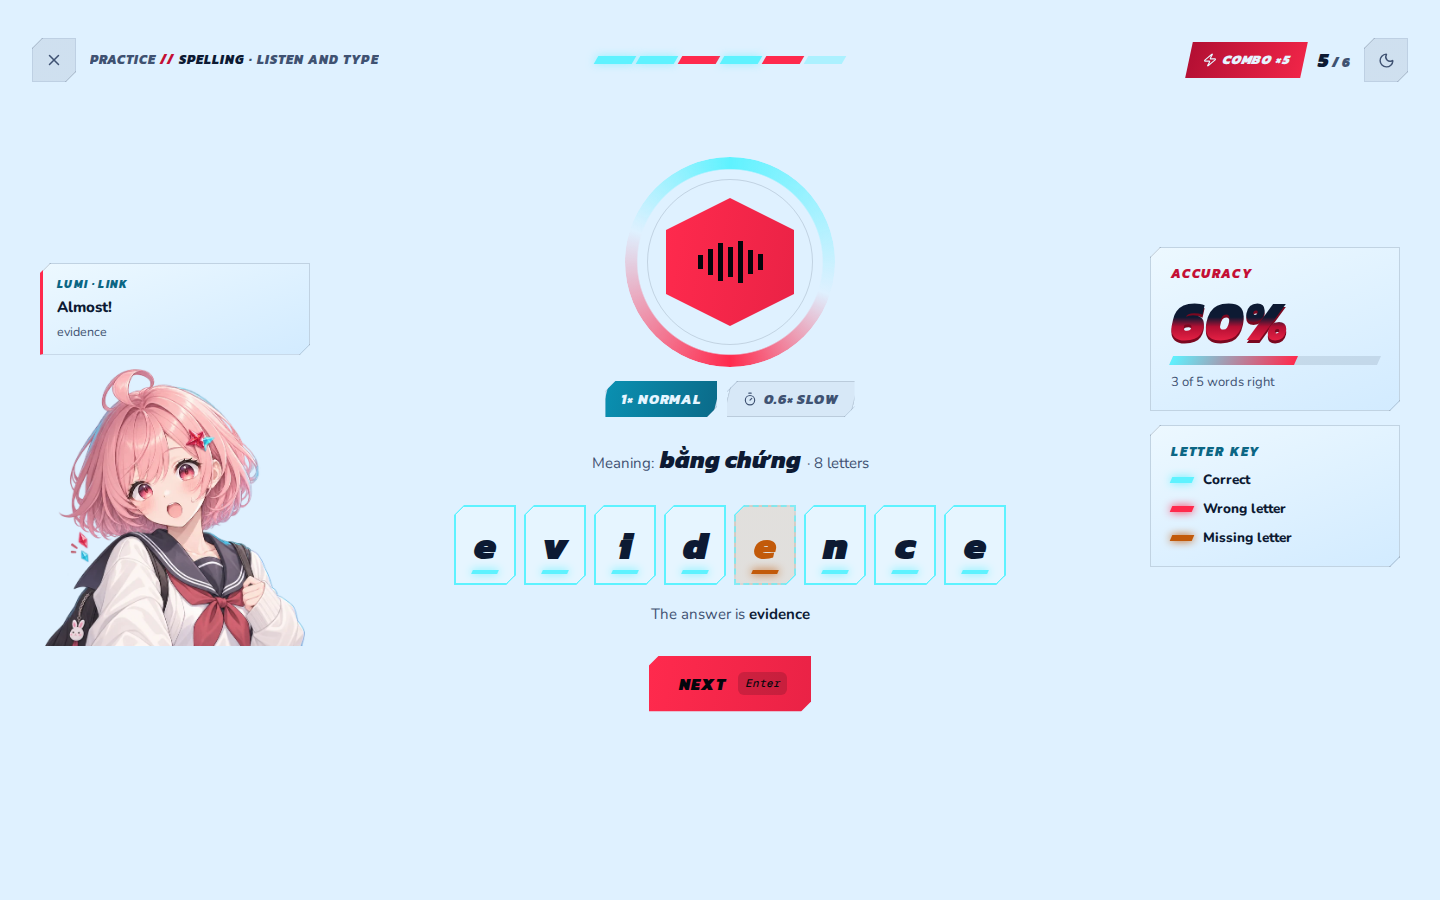 PRACTICE // SPELLING · LISTEN AND TYPE
COMBO ×5
5 / 6
LUMI · LINK
Almost!
evidence
1× NORMAL
0.6× SLOW
Meaning: bằng chứng · 8 letters
e v i d e n c e
The answer is evidence
NEXT Enter
ACCURACY
60%
3 of 5 words right
LETTER KEY
Correct
Wrong letter
Missing letter